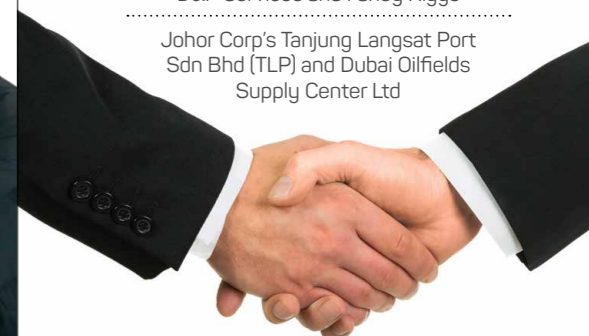 Johor Corp's Tanjung Langsat Port
Sdn Bhd (TLP) and Dubai Oilfields
Supply Center Ltd